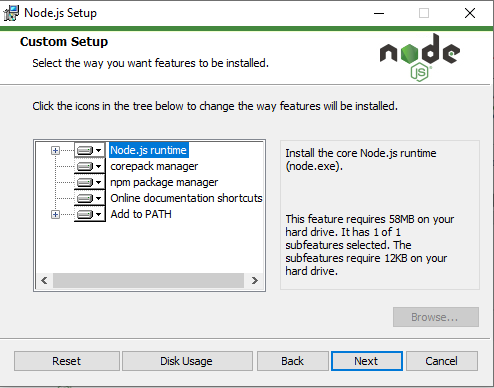 Node.js Setup
Custom Setup
Select the way you want features to be installed.
node
JS
Click the icons in the tree below to change the way features will be installed.
Node.js runtime
corepack manager
npm package manager
Online documentation shortcuts
Add to PATH
Install the core Node.js runtime
(node.exe).
This feature requires 58MB on your
hard drive. It has 1 of 1
subfeatures selected. The
subfeatures require 12KB on your
hard drive.
Browse...
Reset
Disk Usage
Back
Next
Cancel